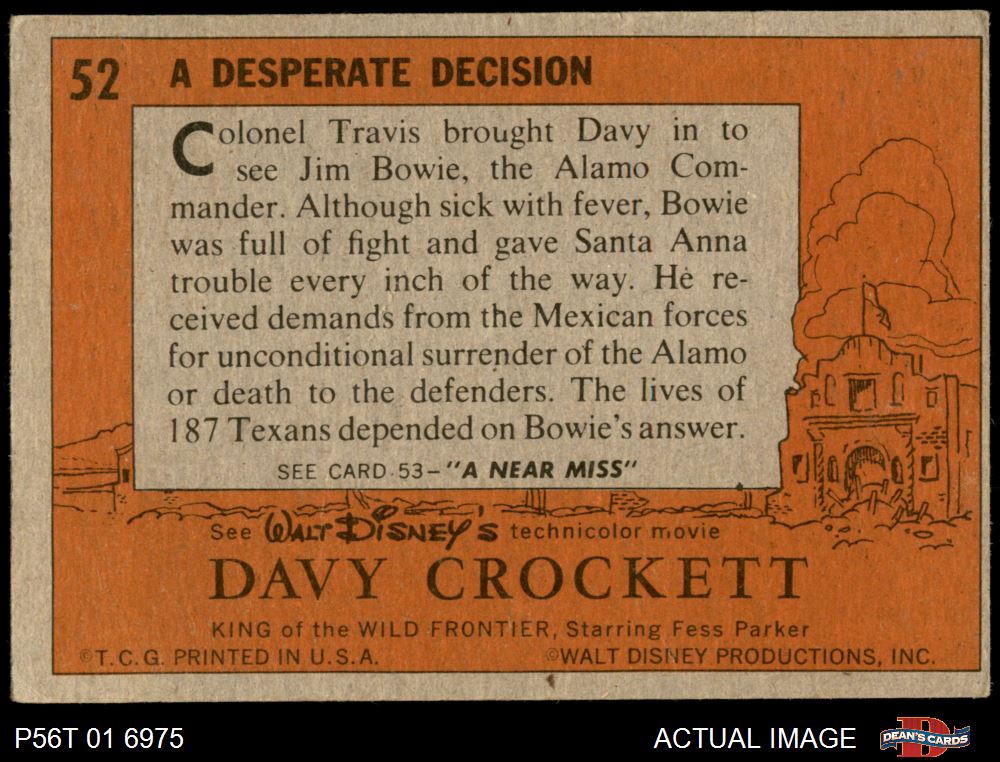 52 A DESPERATE DECISION
Colonel Travis brought Davy in to
see Jim Bowie, the Alamo Com-
mander. Although sick with fever, Bowie
was full of fight and gave Santa Anna
trouble every inch of the way. He re-
ceived demands from the Mexican forces
for unconditional surrender of the Alamo
or death to the defenders. The lives of
187 Texans depended on Bowie's answer.
SEE CARD 53–"A NEAR MISS"
See WALT DISNEY'S technicolor movie
DAVY CROCKETT
KING of the WILD FRONTIER, Starring Fess Parker
©T.C.G. PRINTED IN U.S.A. ©WALT DISNEY PRODUCTIONS, INC.
P56T 01 6975 ACTUAL IMAGE D DEAN'S CARDS